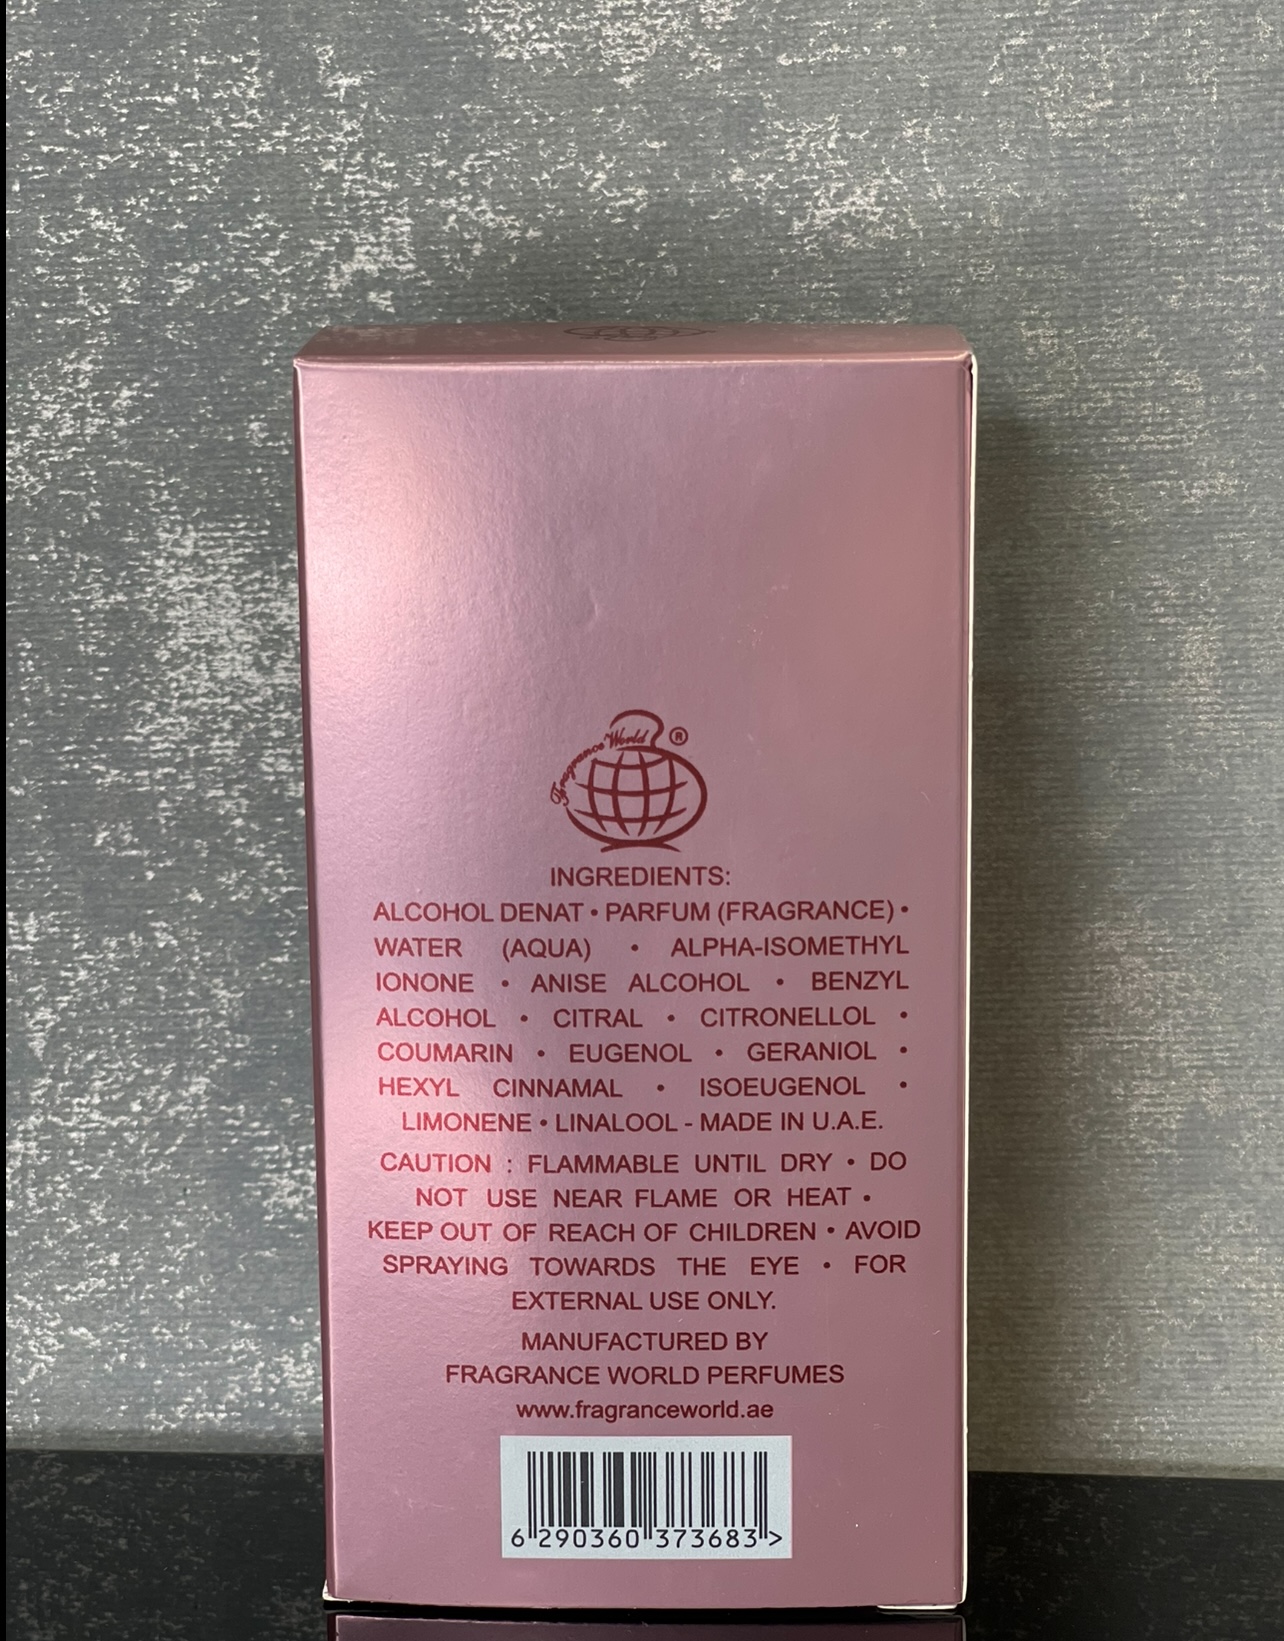 Fragrance World ®
INGREDIENTS:
ALCOHOL DENAT • PARFUM (FRAGRANCE) •
WATER (AQUA) • ALPHA-ISOMETHYL
IONONE • ANISE ALCOHOL • BENZYL
ALCOHOL • CITRAL • CITRONELLOL •
COUMARIN • EUGENOL • GERANIOL •
HEXYL CINNAMAL • ISOEUGENOL •
LIMONENE • LINALOOL - MADE IN U.A.E.
CAUTION : FLAMMABLE UNTIL DRY • DO
NOT USE NEAR FLAME OR HEAT •
KEEP OUT OF REACH OF CHILDREN • AVOID
SPRAYING TOWARDS THE EYE • FOR
EXTERNAL USE ONLY.
MANUFACTURED BY
FRAGRANCE WORLD PERFUMES
www.fragranceworld.ae
6 290360 373683 >